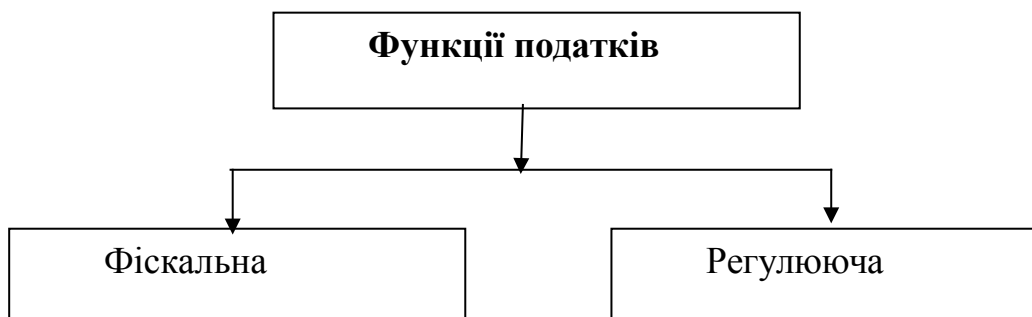 Функції податків
Фіскальна
Регулююча